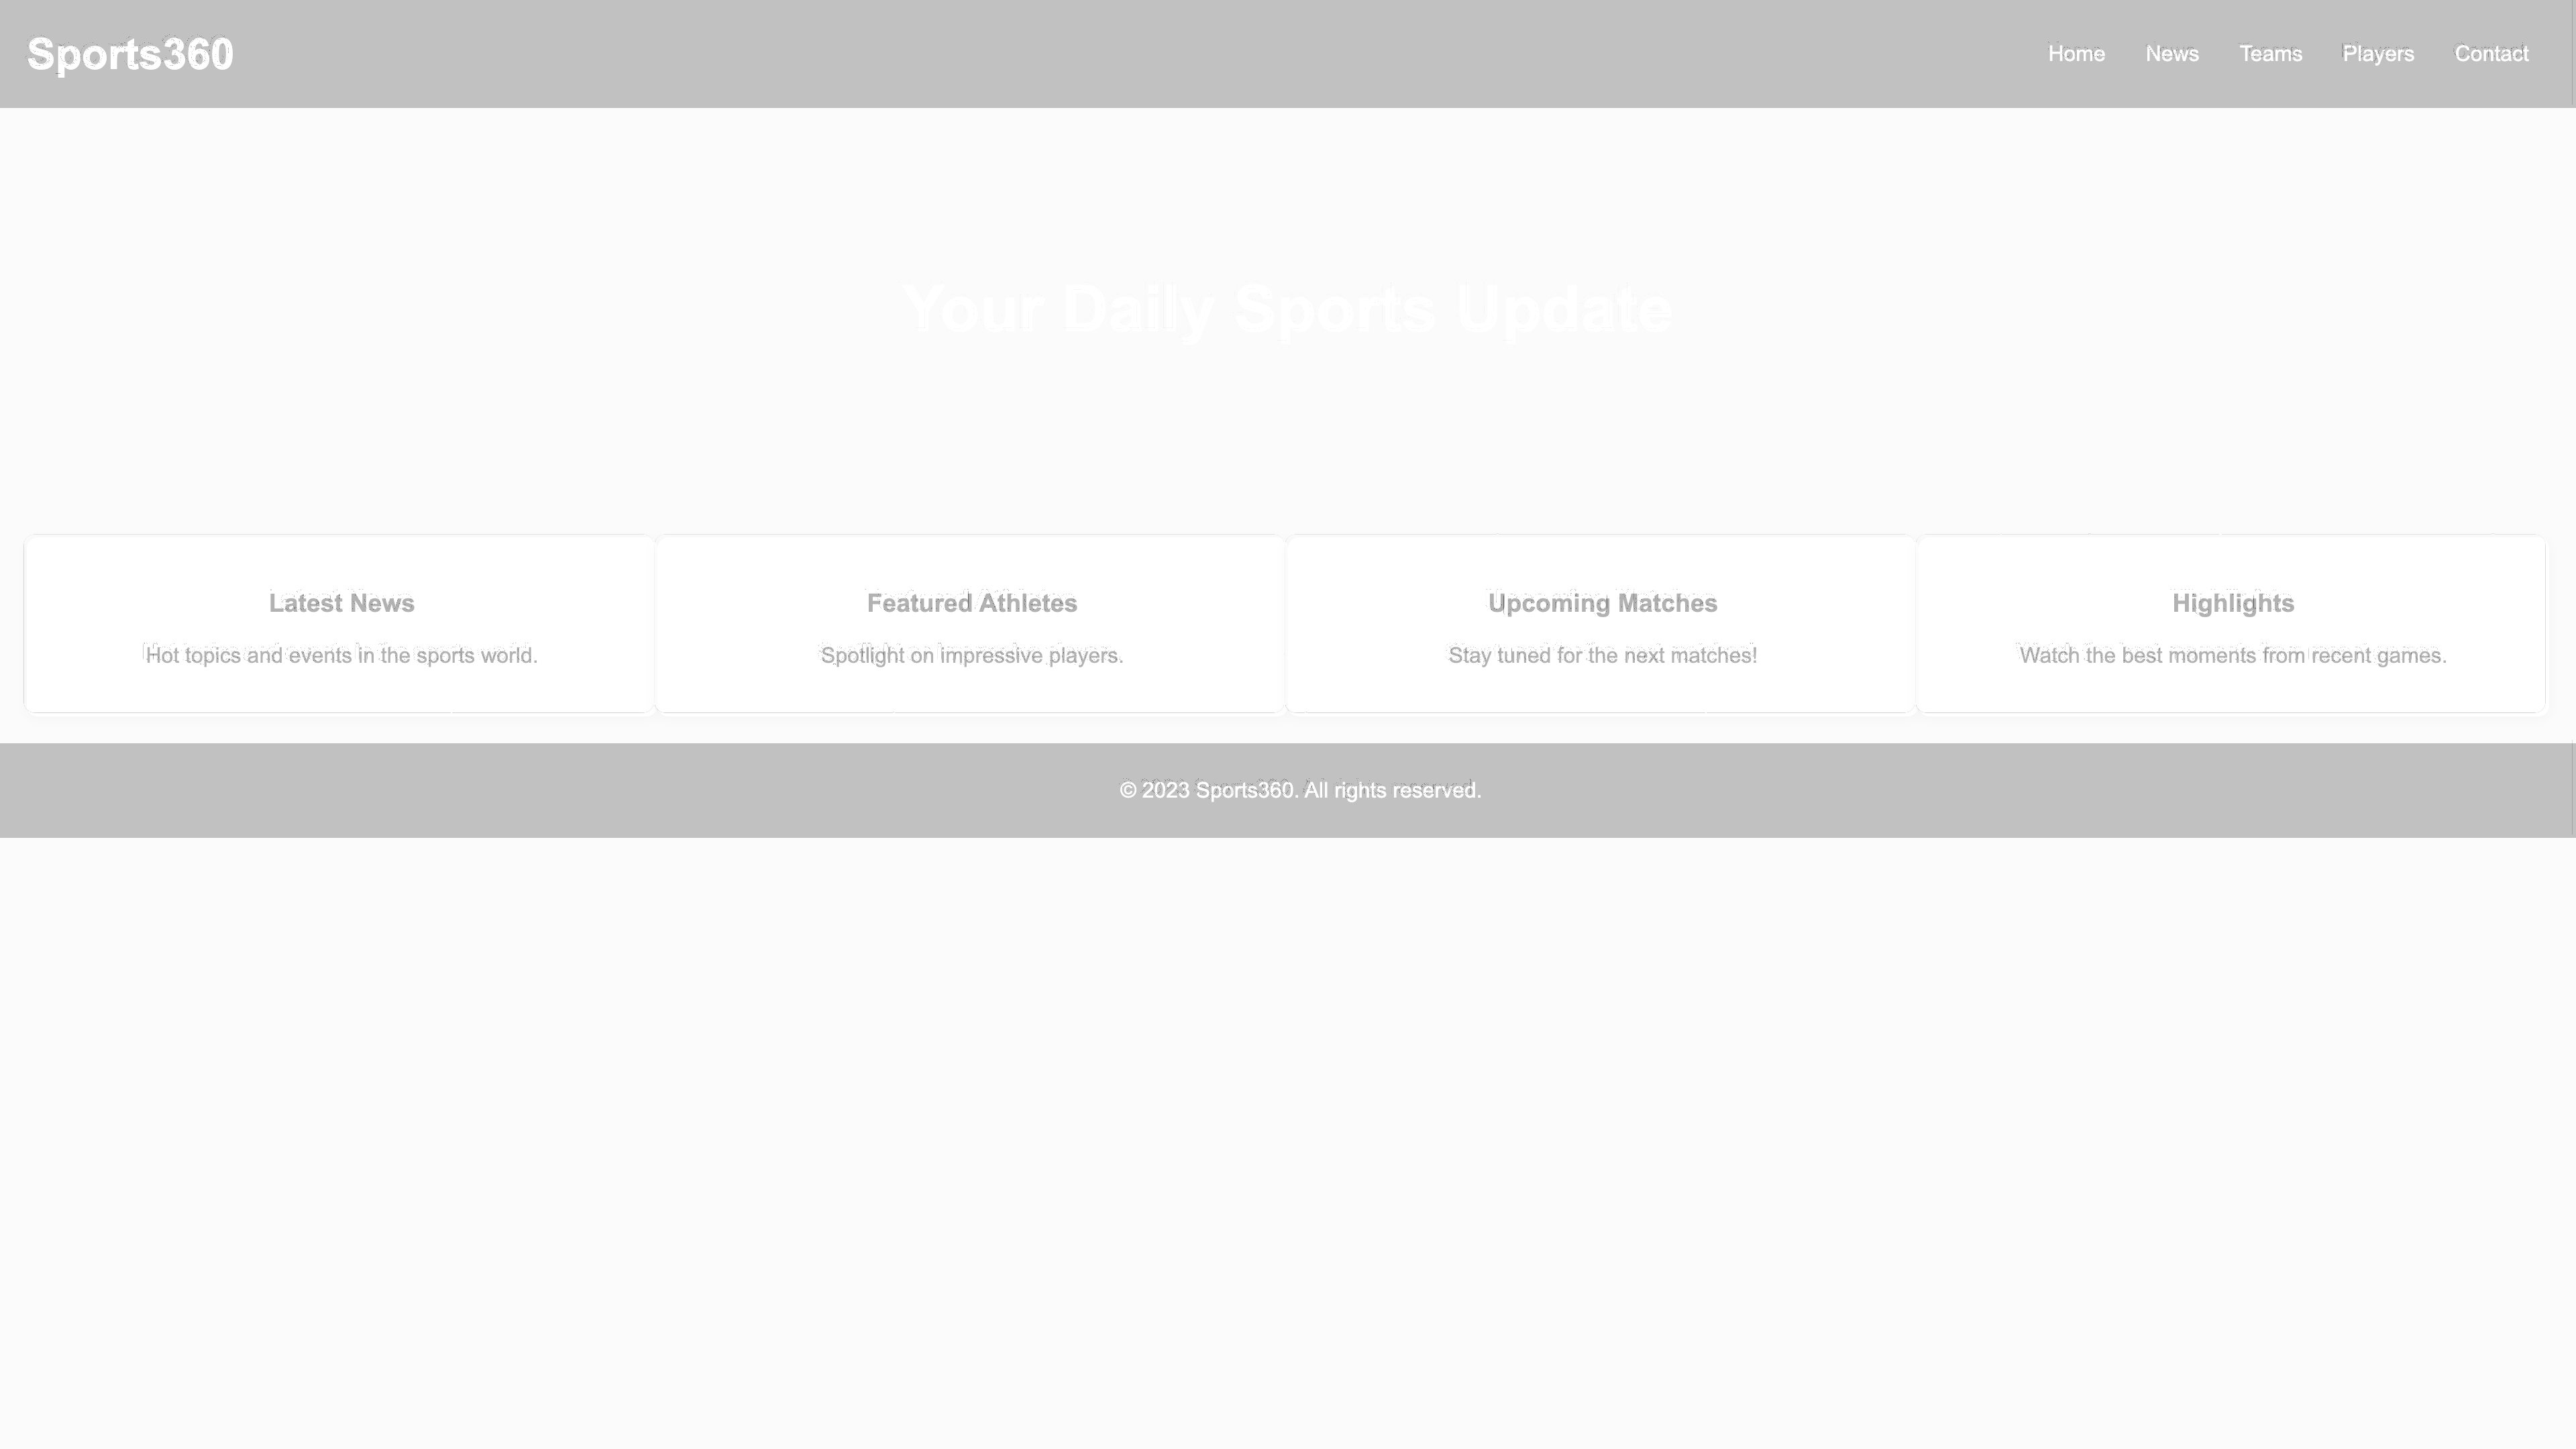 Sports360
Home News Teams Players Contact
Your Daily Sports Update
Latest News
Hot topics and events in the sports world.
Featured Athletes
Spotlight on impressive players.
Upcoming Matches
Stay tuned for the next matches!
Highlights
Watch the best moments from recent games.
© 2023 Sports360. All rights reserved.